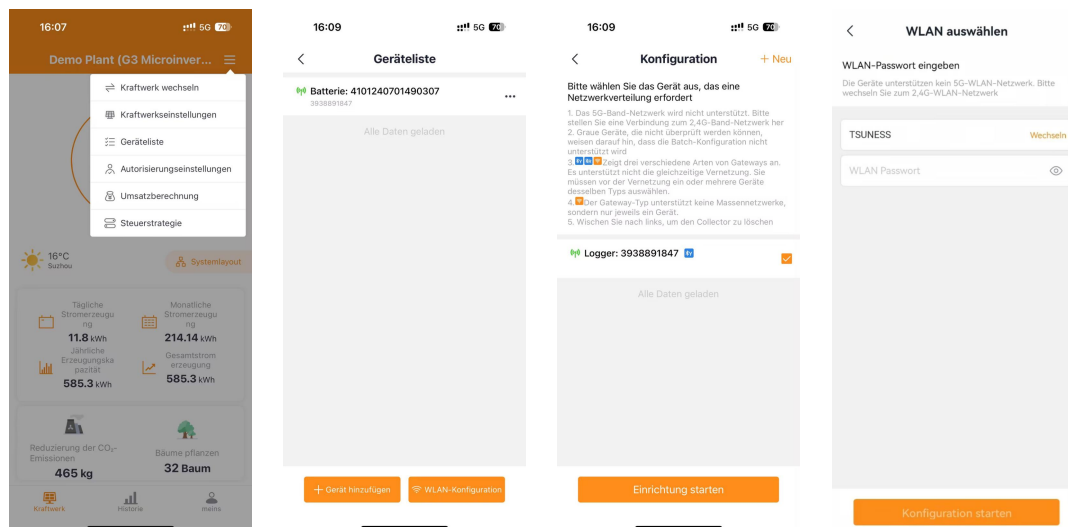 16:07
5G 70
Demo Plant (G3 Microinver...
Kraftwerk wechseln
Kraftwerkseinstellungen
Geräteliste
Autorisierungseinstellungen
Umsatzberechnung
Steuerstrategie
16°C
Suzhou
Systemlayout
Tägliche
Stromerzeugu
ng
11.8 kWh
Monatliche
Stromerzeugu
ng
214.14 kWh
Jährliche
Erzeugungska
pazität
585.3 kWh
Gesamtstrom
erzeugung
585.3 kWh
Reduzierung der CO₂-
Emissionen
465 kg
Bäume pflanzen
32 Baum
Kraftwerk
Historie
meins
16:09
5G 70
Geräteliste
Batterie: 4101240701490307
3938891847
Alle Daten geladen
+ Gerät hinzufügen
WLAN-Konfiguration
16:09
5G 70
Konfiguration
+ Neu
Bitte wählen Sie das Gerät aus, das eine
Netzwerkverteilung erfordert
1. Das 5G-Band-Netzwerk wird nicht unterstützt. Bitte
stellen Sie eine Verbindung zum 2,4G-Band-Netzwerk her
2. Graue Geräte, die nicht überprüft werden können,
weisen darauf hin, dass die Batch-Konfiguration nicht
unterstützt wird
3. Zeigt drei verschiedene Arten von Gateways an.
Es unterstützt nicht die gleichzeitige Vernetzung. Sie
müssen vor der Vernetzung ein oder mehrere Geräte
desselben Typs auswählen.
4. Der Gateway-Typ unterstützt keine Massennetzwerke,
sondern nur jeweils ein Gerät.
5. Wischen Sie nach links, um den Collector zu löschen
Logger: 3938891847
Alle Daten geladen
Einrichtung starten
WLAN auswählen
WLAN-Passwort eingeben
Die Geräte unterstützen kein 5G-WLAN-Netzwerk. Bitte
wechseln Sie zum 2,4G-WLAN-Netzwerk
TSUNESS
Wechseln
WLAN Passwort
Konfiguration starten